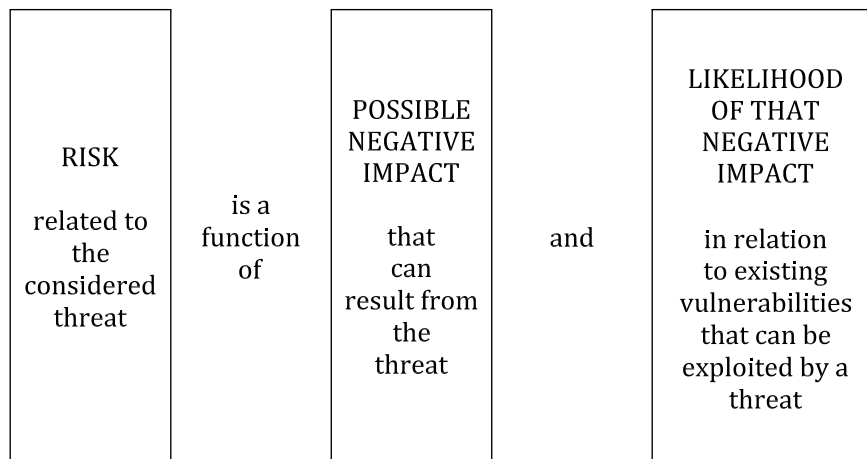 RISK
related to
the
considered
threat
is a
function
of
POSSIBLE
NEGATIVE
IMPACT
that
can
result from
the
threat
and
LIKELIHOOD
OF THAT
NEGATIVE
IMPACT
in relation
to existing
vulnerabilities
that can be
exploited by a
threat